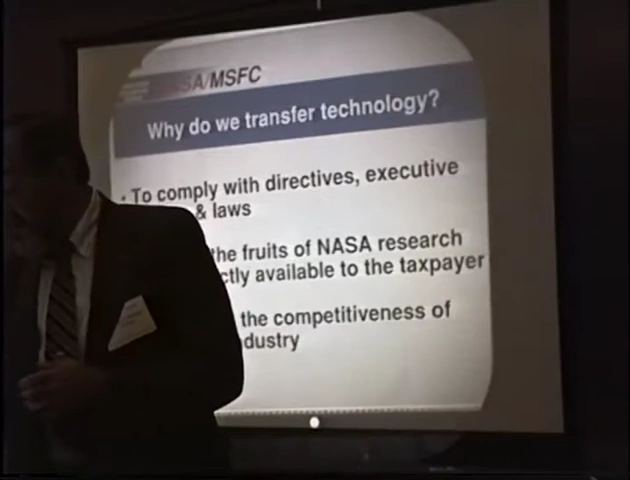 SA/MSFC
Why do we transfer technology?
· To comply with directives, executive
& laws
the fruits of NASA research
ctly available to the taxpayer
the competitiveness of
dustry